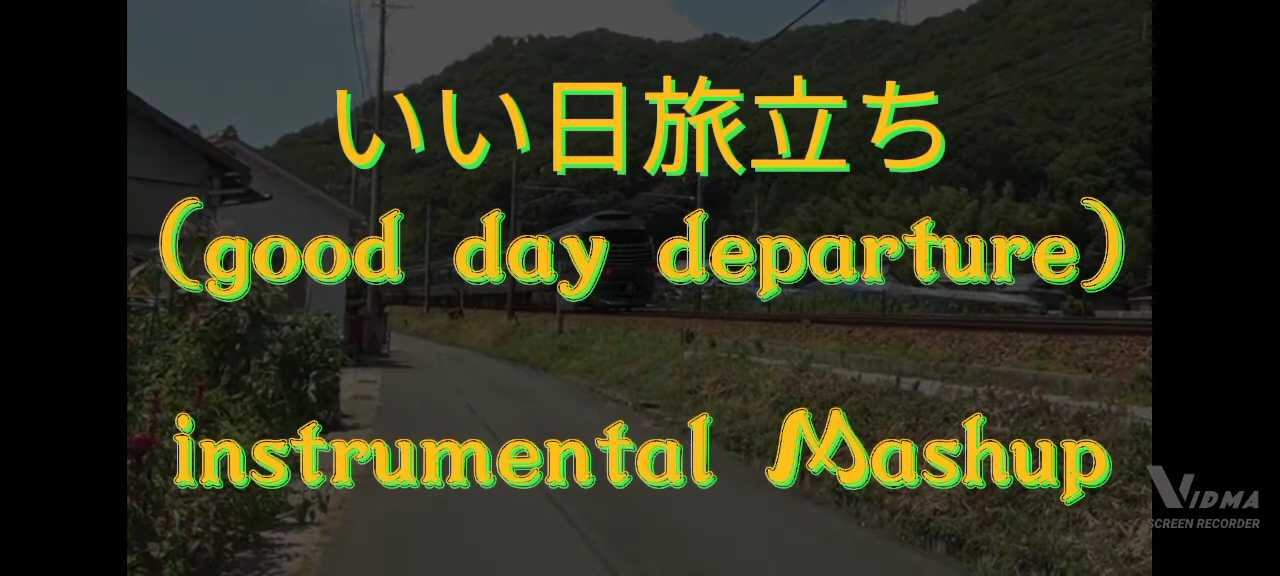 いい日旅立ち
(good day departure)
instrumental Mashup
VIDMA
SCREEN RECORDER